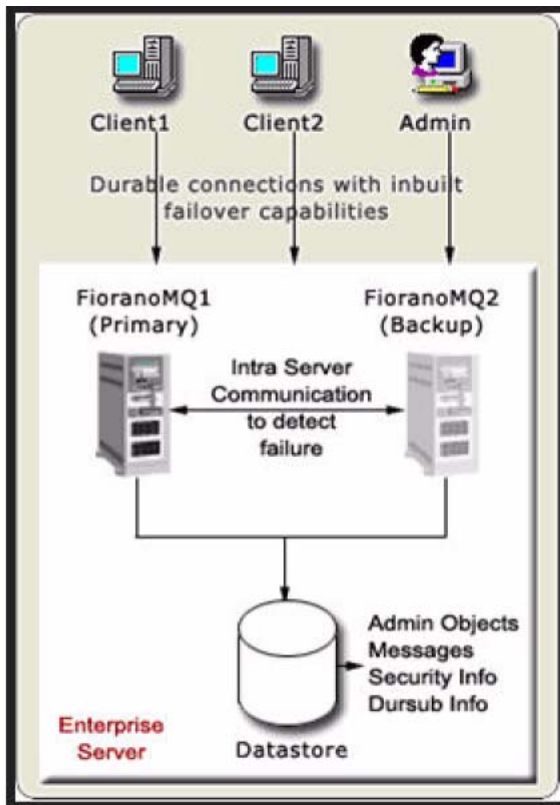 Client1
Client2
Admin
Durable connections with inbuilt
failover capabilities
FioranoMQ1
(Primary)
FioranoMQ2
(Backup)
Intra Server
Communication
to detect
failure
Admin Objects
Messages
Security Info
Dursub Info
Enterprise
Server
Datastore